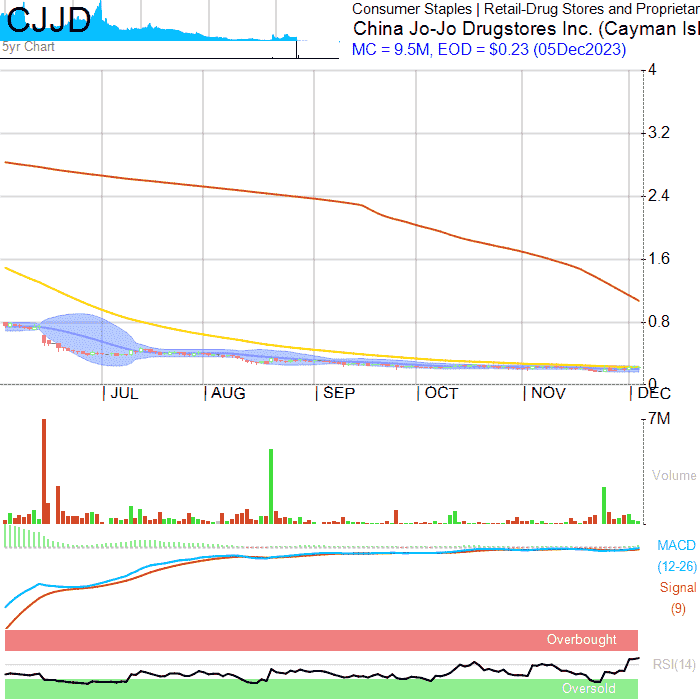 CJJD
5yr Chart
Consumer Staples | Retail-Drug Stores and Proprietar
China Jo-Jo Drugstores Inc. (Cayman Isl
MC = 9.5M, EOD = $0.23 (05Dec2023)
4
3.2
2.4
1.6
0.8
0
JUL AUG SEP OCT NOV DEC
7M
Volume
MACD
(12-26)
Signal
(9)
Overbought
RSI(14)
Oversold